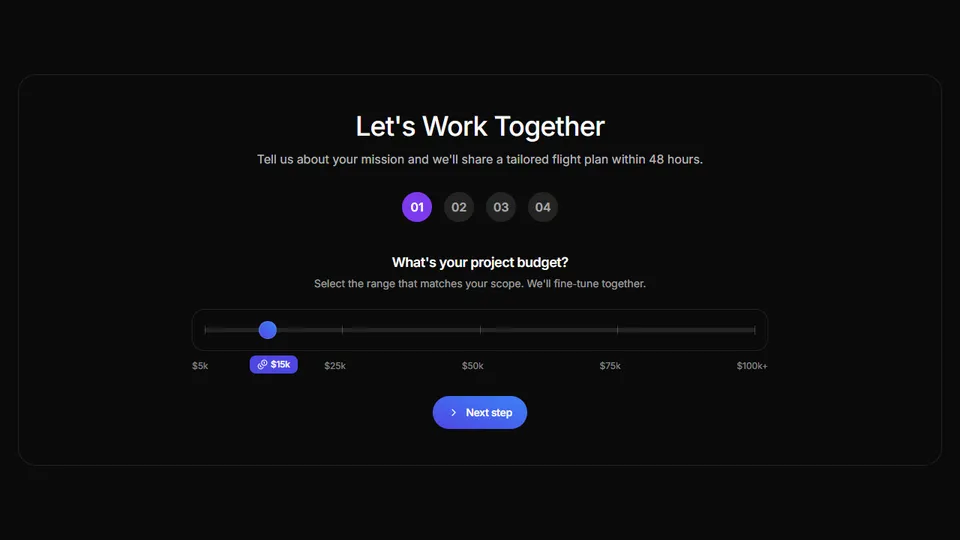 Let's Work Together
Tell us about your mission and we'll share a tailored flight plan within 48 hours.
01 02 03 04
What's your project budget?
Select the range that matches your scope. We'll fine-tune together.
$5k $15k $25k $50k $75k $100k+
Next step